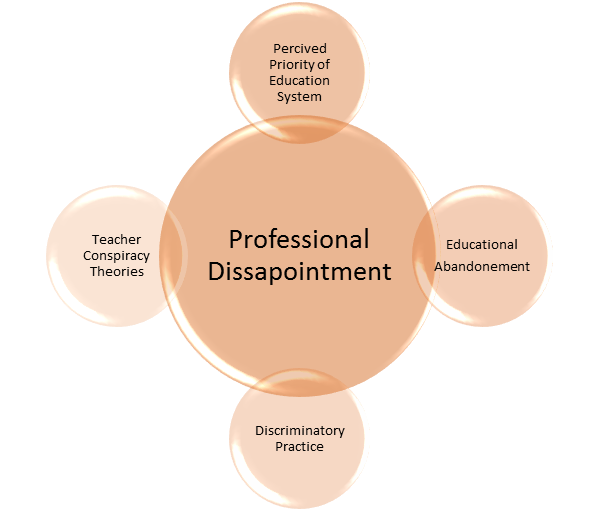 Percived
Priority of
Education
System
Teacher
Conspiracy
Theories
Professional
Dissapointment
Educational
Abandonement
Discriminatory
Practice